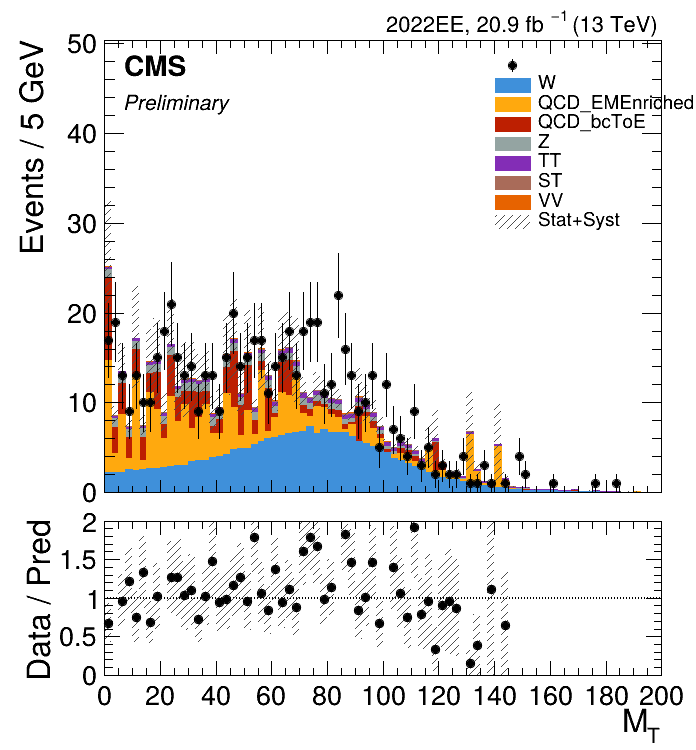 2022EE, 20.9 fb⁻¹ (13 TeV)
CMS
Preliminary
Events / 5 GeV
50
40
30
20
10
0
W
QCD_EMEnriched
QCD_bcToE
Z
TT
ST
VV
Stat+Syst
Data / Pred
2
1.5
1
0.5
0
0 20 40 60 80 100 120 140 160 180 200
M_T